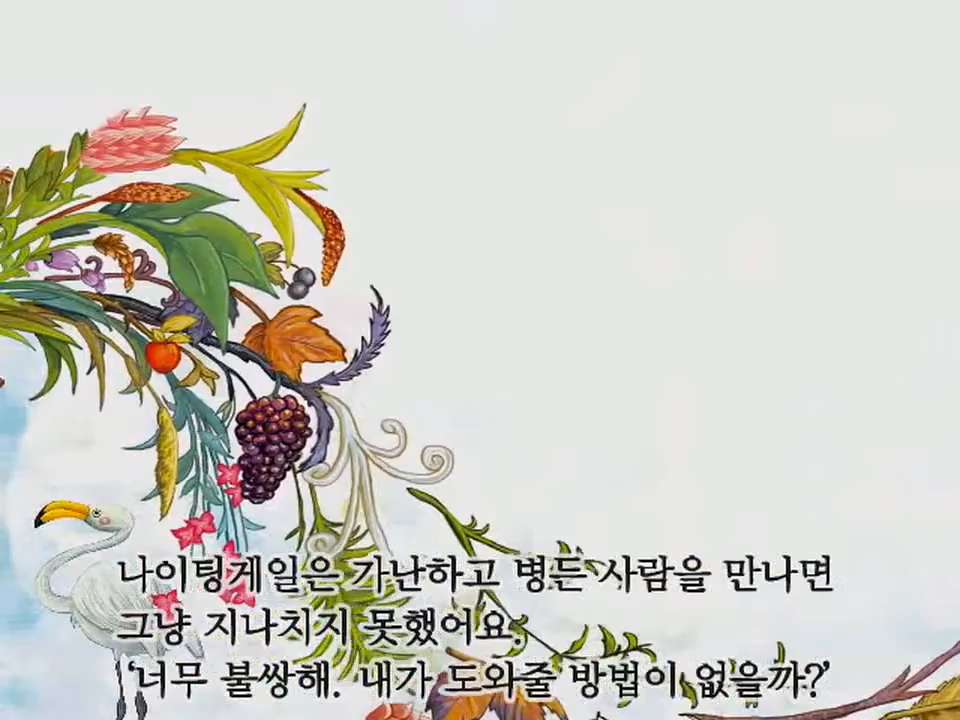 나이팅게일은 가난하고 병든 사람을 만나면
그냥 지나치지 못했어요.
‘너무 불쌍해. 내가 도와줄 방법이 없을까?’